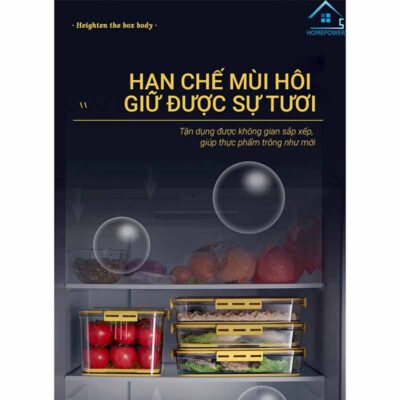 · Heighten the box body ·
HOMEPOWER
HẠN CHẾ MÙI HÔI
GIỮ ĐƯỢC SỰ TƯƠI
Tận dụng được không gian sắp xếp,
giúp thực phẩm trông như mới